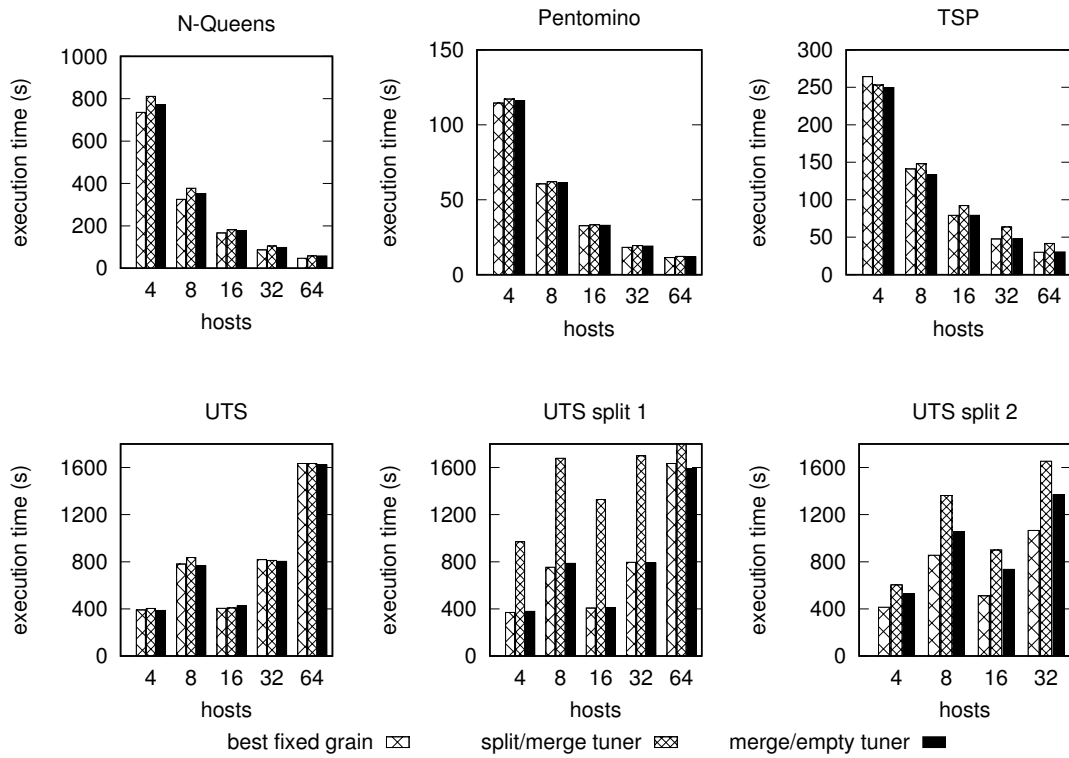 N-Queens
execution time (s)
1000
800
600
400
200
0
4 8 16 32 64
hosts
Pentomino
execution time (s)
150
100
50
0
4 8 16 32 64
hosts
TSP
execution time (s)
300
250
200
150
100
50
0
4 8 16 32 64
hosts
UTS
execution time (s)
1600
1200
800
400
0
4 8 16 32 64
hosts
UTS split 1
execution time (s)
1600
1200
800
400
0
4 8 16 32 64
hosts
UTS split 2
execution time (s)
1600
1200
800
400
0
4 8 16 32
hosts
best fixed grain split/merge tuner merge/empty tuner